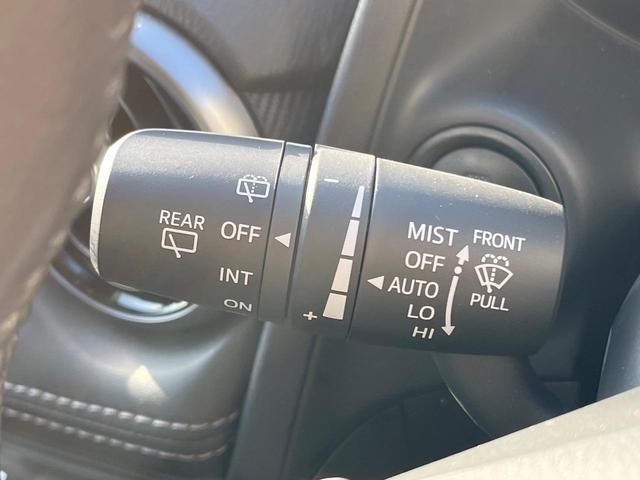 REAR
OFF
INT
ON
−
+
MIST
OFF
AUTO
LO
HI
FRONT
PULL